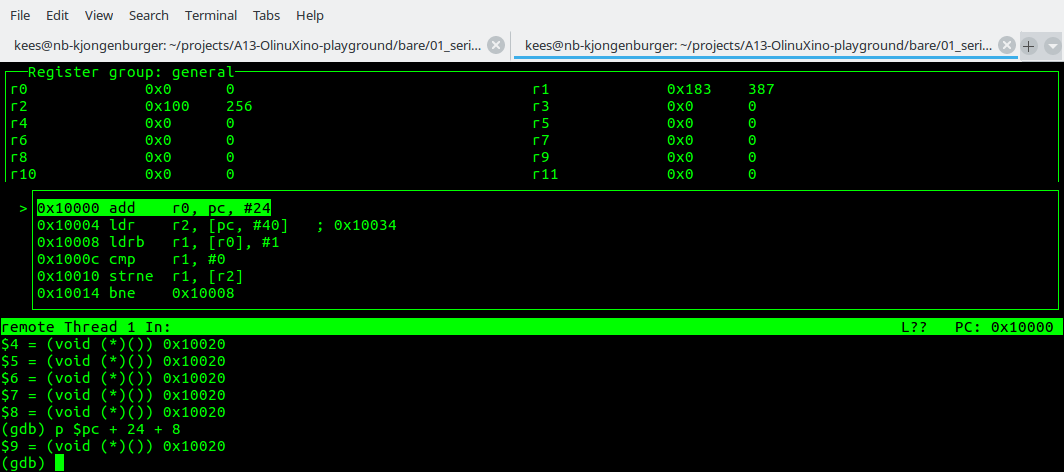 File Edit View Search Terminal Tabs Help
kees@nb-kjongenburger: ~/projects/A13-OlinuXino-playground/bare/01_seri... kees@nb-kjongenburger: ~/projects/A13-OlinuXino-playground/bare/01_seri...
Register group: general
r0 0x0 0 r1 0x183 387
r2 0x100 256 r3 0x0 0
r4 0x0 0 r5 0x0 0
r6 0x0 0 r7 0x0 0
r8 0x0 0 r9 0x0 0
r10 0x0 0 r11 0x0 0
> 0x10000 add r0, pc, #24
0x10004 ldr r2, [pc, #40] ; 0x10034
0x10008 ldrb r1, [r0], #1
0x1000c cmp r1, #0
0x10010 strne r1, [r2]
0x10014 bne 0x10008
remote Thread 1 In: L?? PC: 0x10000
$4 = (void (*)()) 0x10020
$5 = (void (*)()) 0x10020
$6 = (void (*)()) 0x10020
$7 = (void (*)()) 0x10020
$8 = (void (*)()) 0x10020
(gdb) p $pc + 24 + 8
$9 = (void (*)()) 0x10020
(gdb)